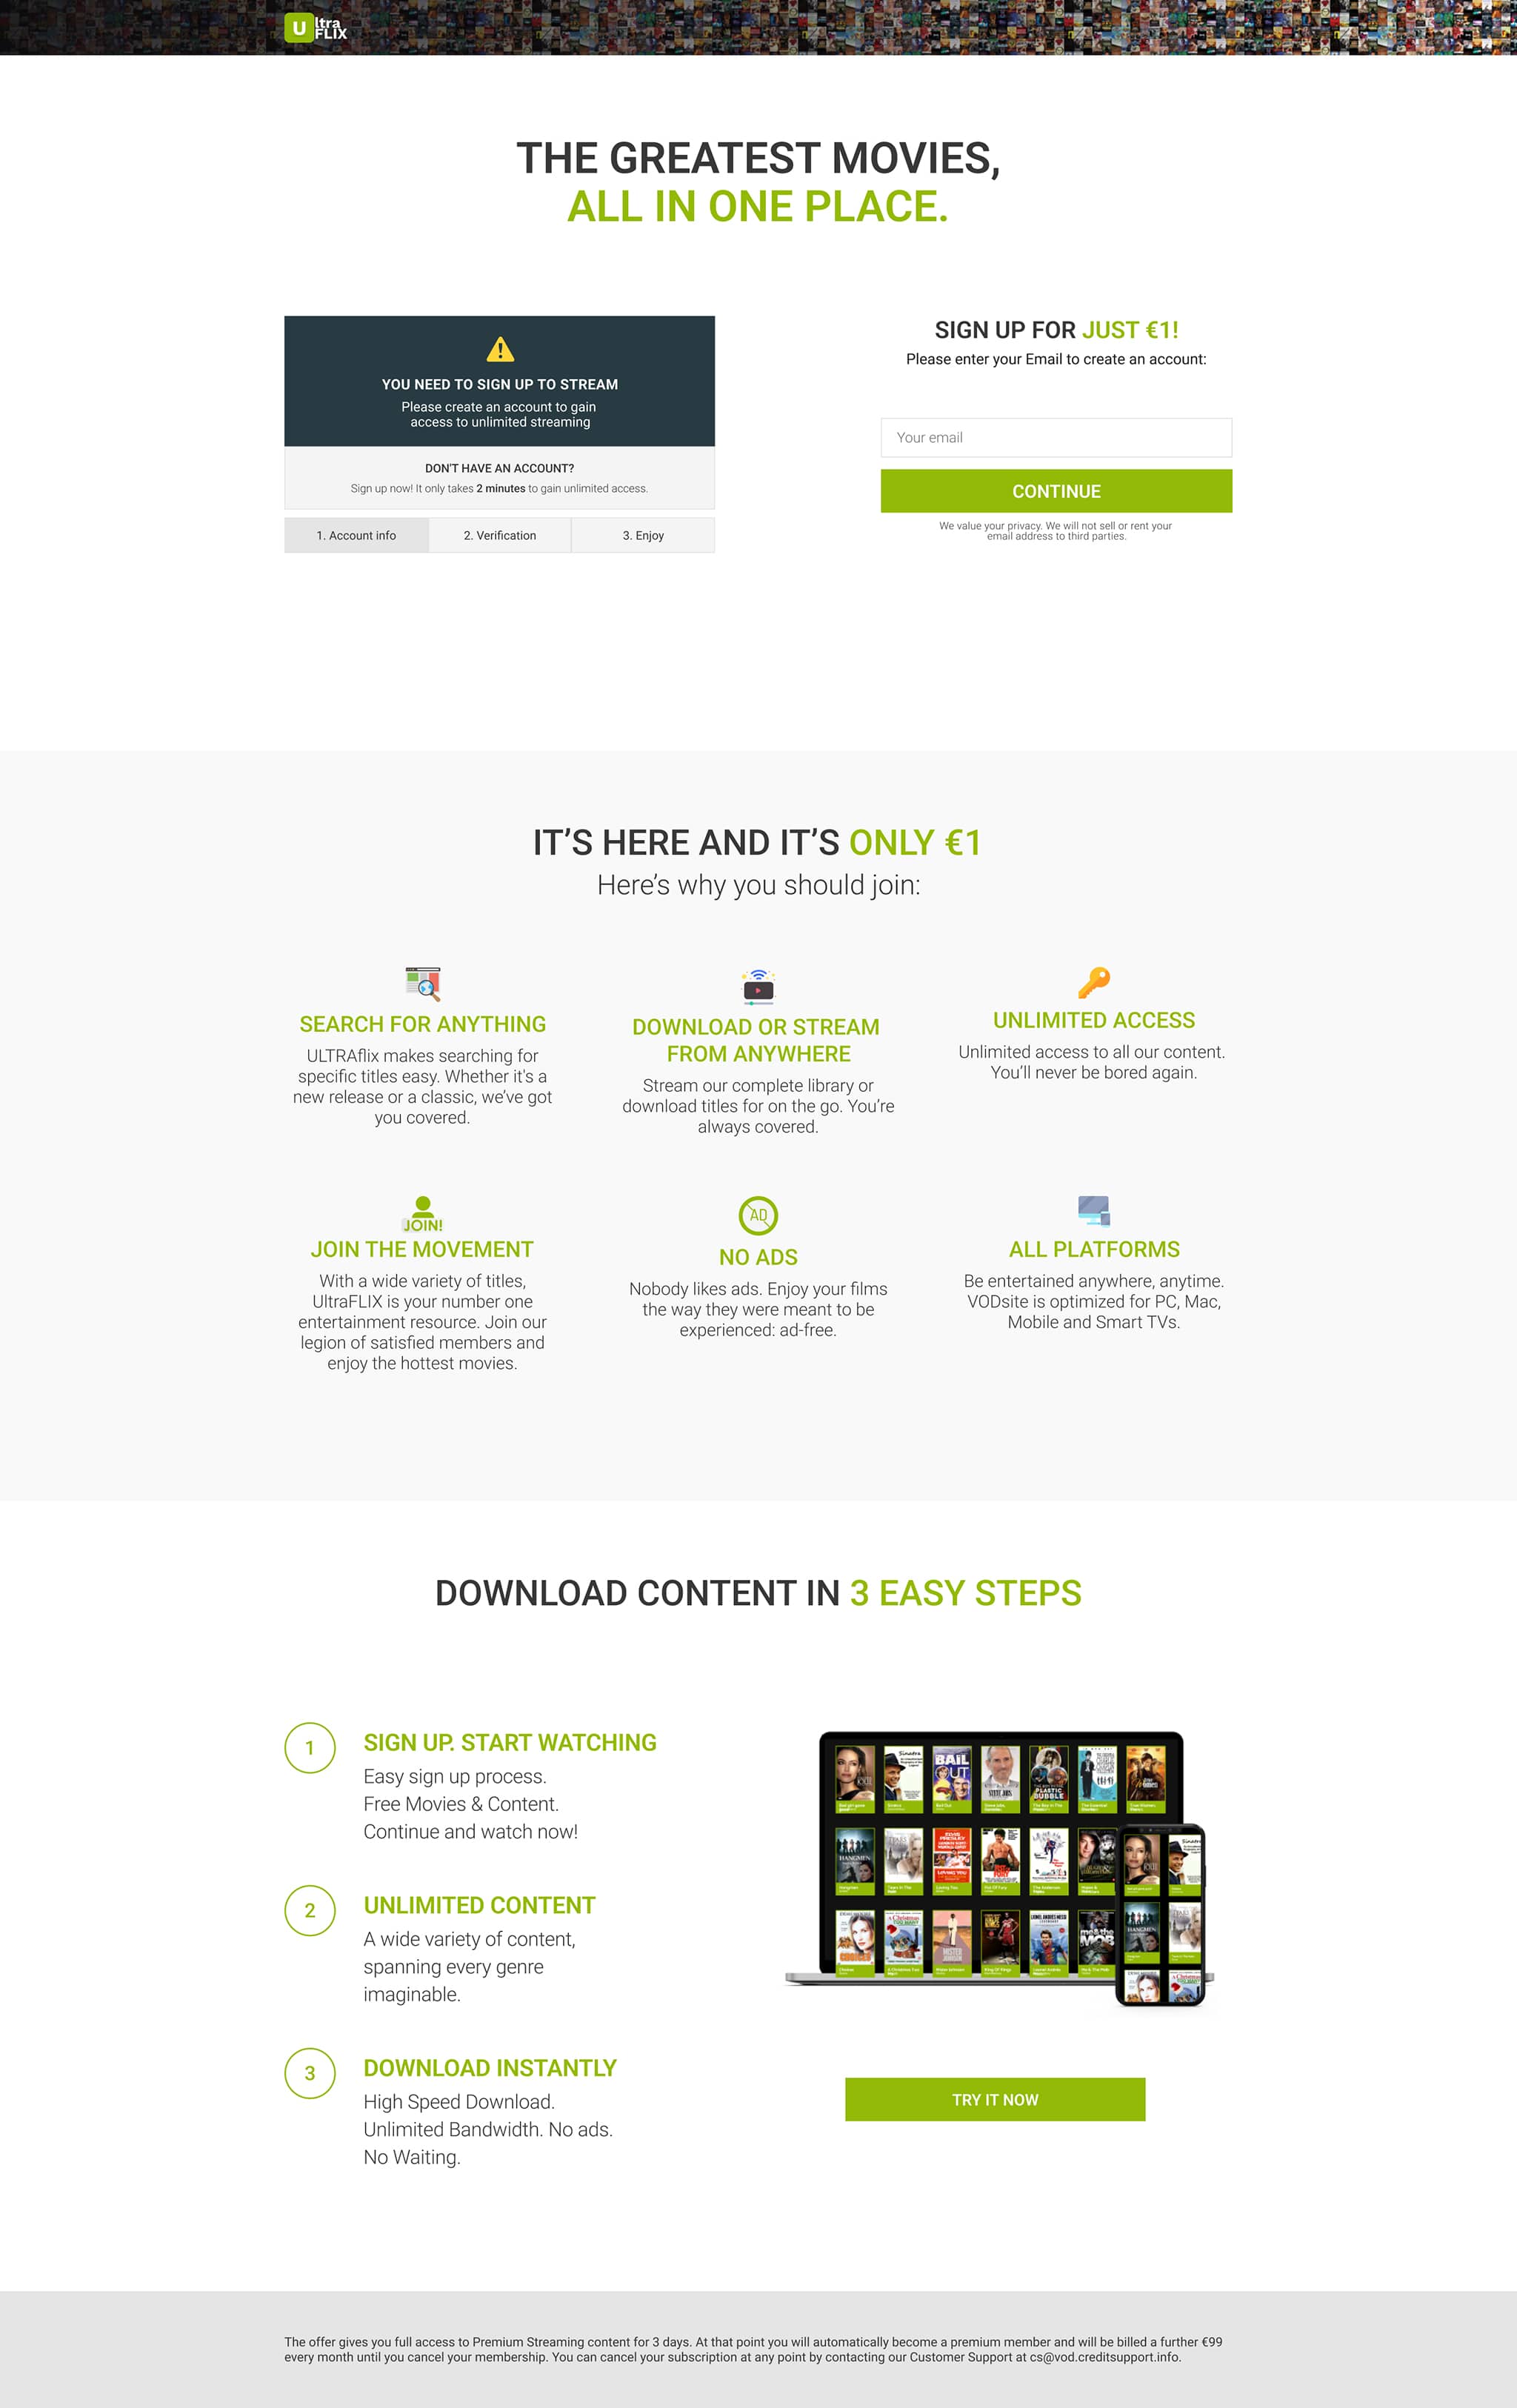 U ltra
FLIX
THE GREATEST MOVIES,
ALL IN ONE PLACE.
YOU NEED TO SIGN UP TO STREAM
Please create an account to gain
access to unlimited streaming
DON'T HAVE AN ACCOUNT?
Sign up now! It only takes 2 minutes to gain unlimited access.
1. Account info
2. Verification
3. Enjoy
SIGN UP FOR JUST €1!
Please enter your Email to create an account:
Your email
CONTINUE
We value your privacy. We will not sell or rent your
email address to third parties.
IT’S HERE AND IT’S ONLY €1
Here’s why you should join:
SEARCH FOR ANYTHING
ULTRAflix makes searching for
specific titles easy. Whether it's a
new release or a classic, we’ve got
you covered.
DOWNLOAD OR STREAM
FROM ANYWHERE
Stream our complete library or
download titles for on the go. You’re
always covered.
UNLIMITED ACCESS
Unlimited access to all our content.
You’ll never be bored again.
JOIN!
JOIN THE MOVEMENT
With a wide variety of titles,
UltraFLIX is your number one
entertainment resource. Join our
legion of satisfied members and
enjoy the hottest movies.
AD
NO ADS
Nobody likes ads. Enjoy your films
the way they were meant to be
experienced: ad-free.
ALL PLATFORMS
Be entertained anywhere, anytime.
VODsite is optimized for PC, Mac,
Mobile and Smart TVs.
DOWNLOAD CONTENT IN 3 EASY STEPS
1
SIGN UP. START WATCHING
Easy sign up process.
Free Movies & Content.
Continue and watch now!
2
UNLIMITED CONTENT
A wide variety of content,
spanning every genre
imaginable.
3
DOWNLOAD INSTANTLY
High Speed Download.
Unlimited Bandwidth. No ads.
No Waiting.
Sinatra
BAIL
OUT
STEVE JOBS
PLASTIC
BUBBLE
HANGMEN
ELVIS
PRESLEY
LOVING YOU
MISTER
JOHNSON
TRY IT NOW
The offer gives you full access to Premium Streaming content for 3 days. At that point you will automatically become a premium member and will be billed a further €99
every month until you cancel your membership. You can cancel your subscription at any point by contacting our Customer Support at cs@vod.creditsupport.info.